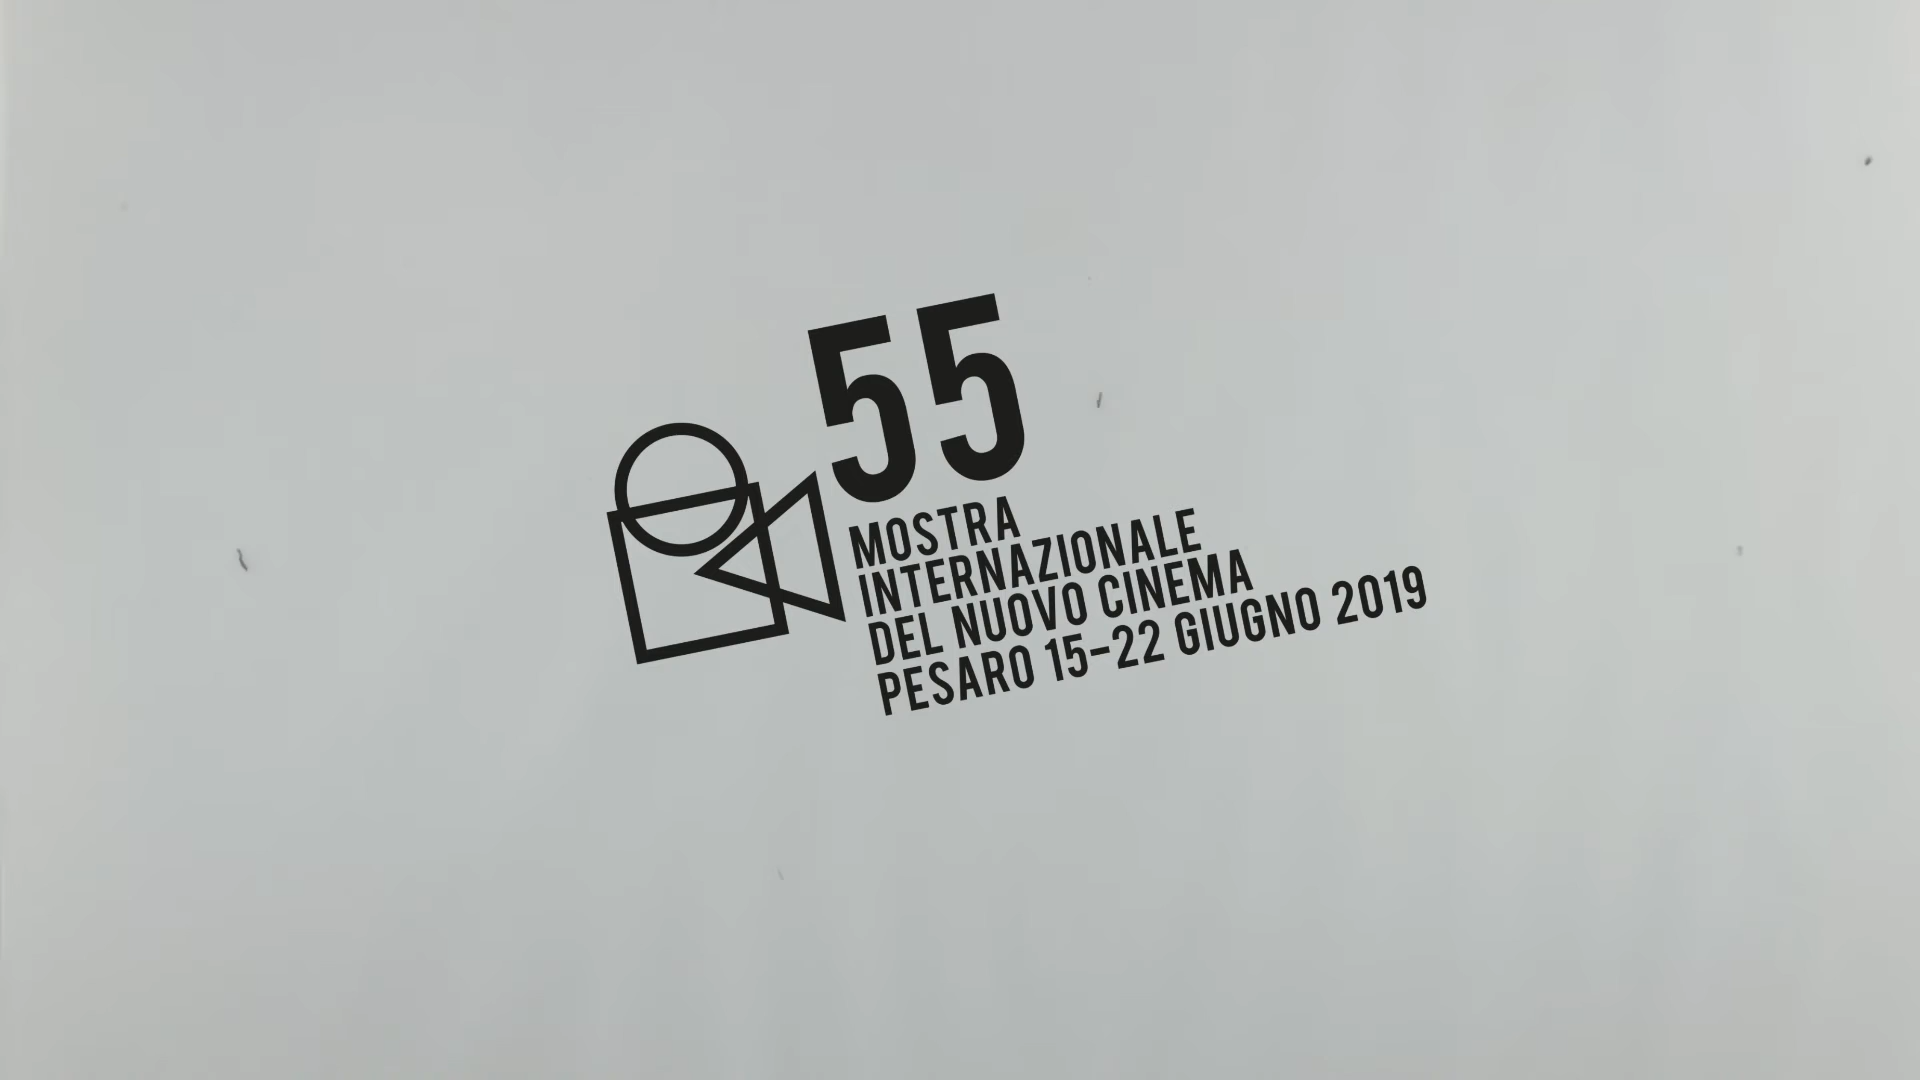 55
MOSTRA
INTERNAZIONALE
DEL NUOVO CINEMA
PESARO 15-22 GIUGNO 2019